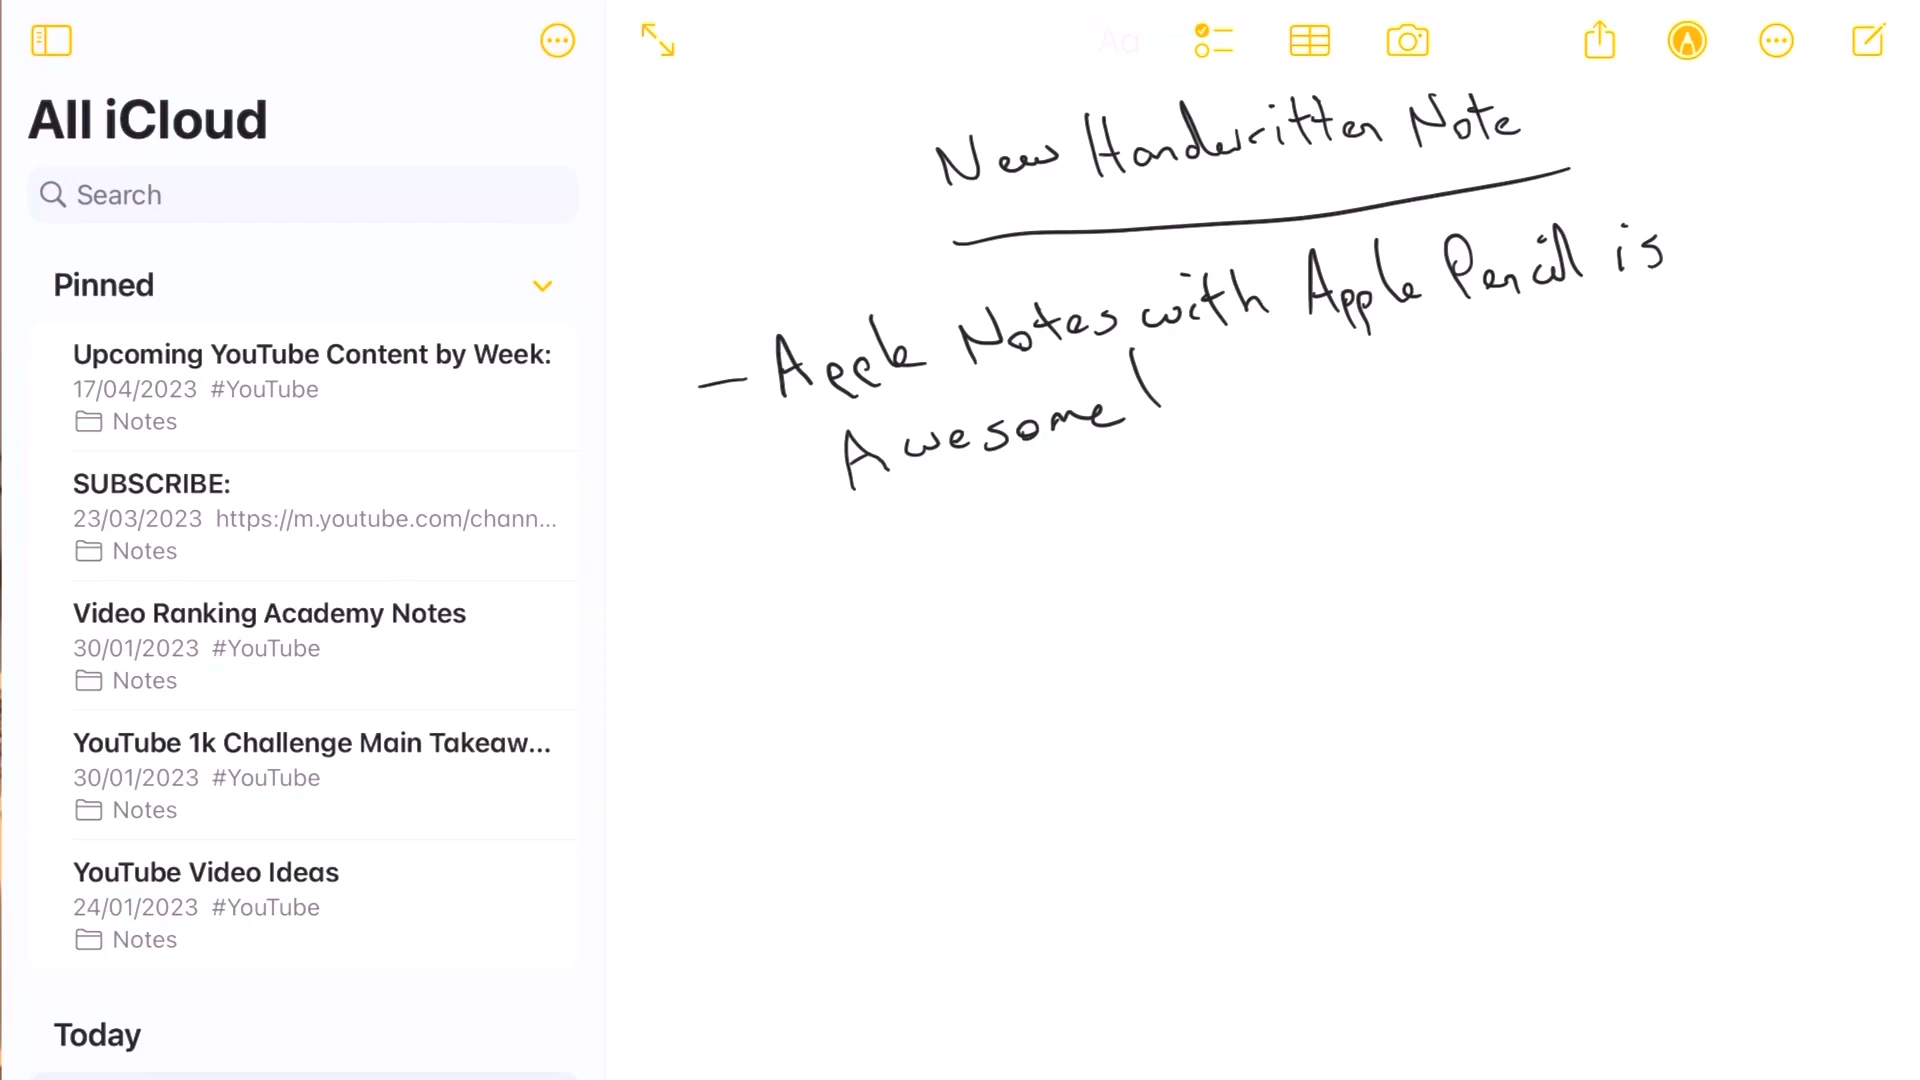 All iCloud
Search
Pinned
Upcoming YouTube Content by Week:
17/04/2023 #YouTube
Notes
SUBSCRIBE:
23/03/2023 https://m.youtube.com/chann...
Notes
Video Ranking Academy Notes
30/01/2023 #YouTube
Notes
YouTube 1k Challenge Main Takeaw...
30/01/2023 #YouTube
Notes
YouTube Video Ideas
24/01/2023 #YouTube
Notes
Today
Aa
New Handwritten Note
— Apple Notes with Apple Pencil is
Awesome!